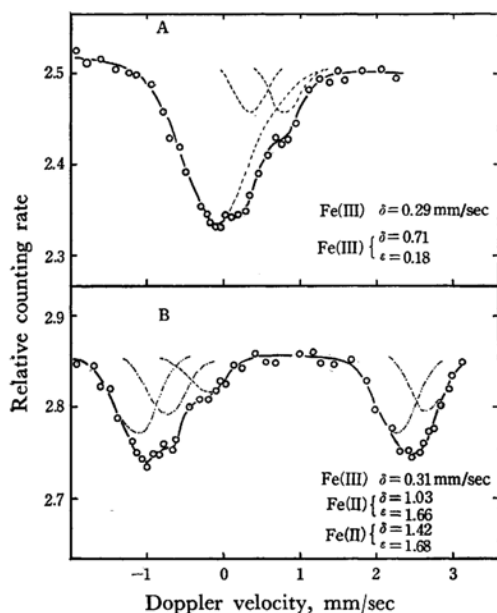 A
2.5
2.4
Fe(III) δ=0.29 mm/sec
Fe(III) { δ=0.71
ε=0.18
2.3
Relative counting rate
B
2.9
2.8
Fe(III) δ=0.31 mm/sec
Fe(II) { δ=1.03
ε=1.66
2.7
Fe(II) { δ=1.42
ε=1.68
−1 0 1 2 3
Doppler velocity, mm/sec